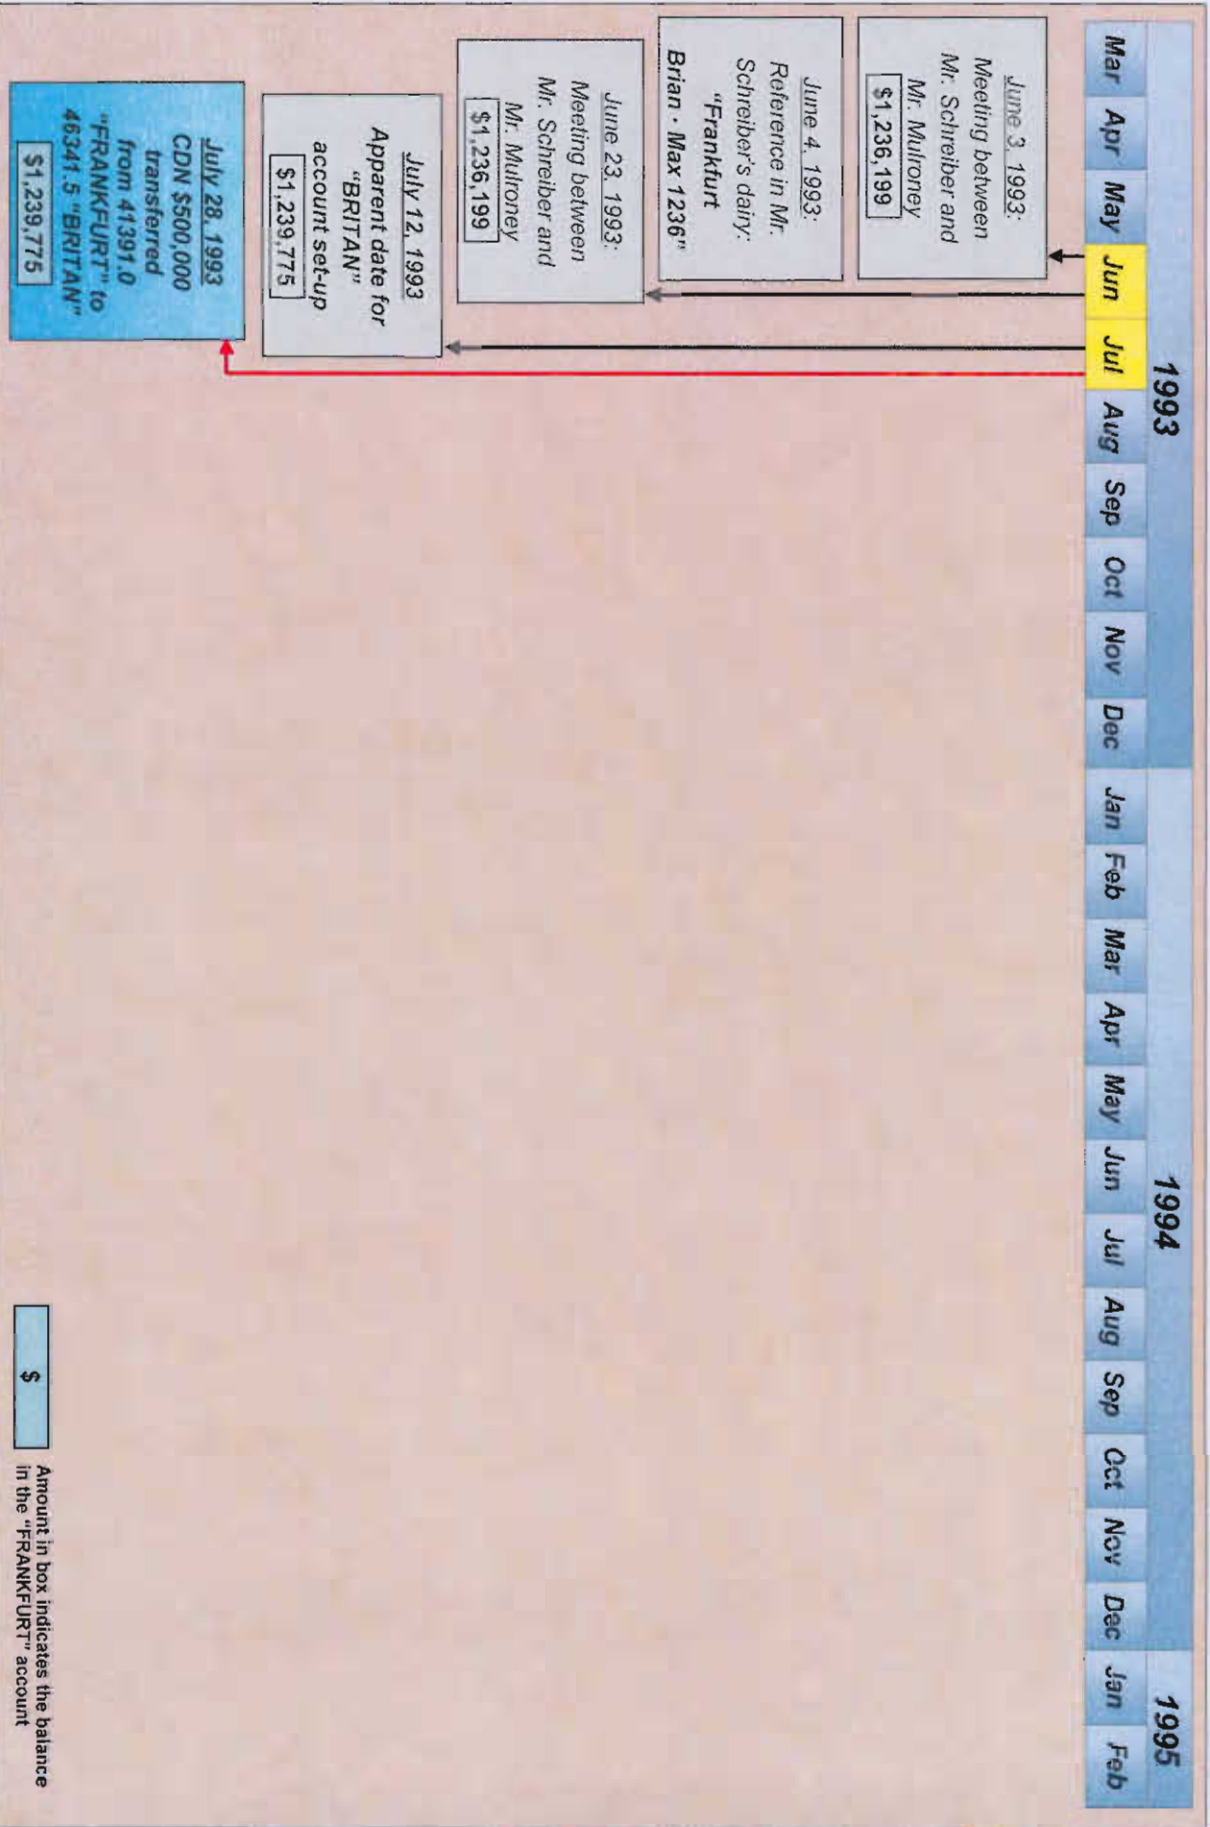 1993
1994
1995
Mar Apr May Jun Jul Aug Sep Oct Nov Dec Jan Feb Mar Apr May Jun Jul Aug Sep Oct Nov Dec Jan Feb
June 3, 1993:
Meeting between
Mr. Schreiber and
Mr. Mulroney
$1,236,199
June 4, 1993:
Reference in Mr.
Schreiber's dairy:
"Frankfurt
Brian · Max 1236"
June 23, 1993:
Meeting between
Mr. Schreiber and
Mr. Mulroney
$1,236,199
July 12, 1993
Apparent date for
"BRITAN"
account set-up
$1,239,775
July 28, 1993
CDN $500,000
transferred
from 41391.0
"FRANKFURT" to
46341.5 "BRITAN"
$1,239,775
$
Amount in box indicates the balance
in the "FRANKFURT" account